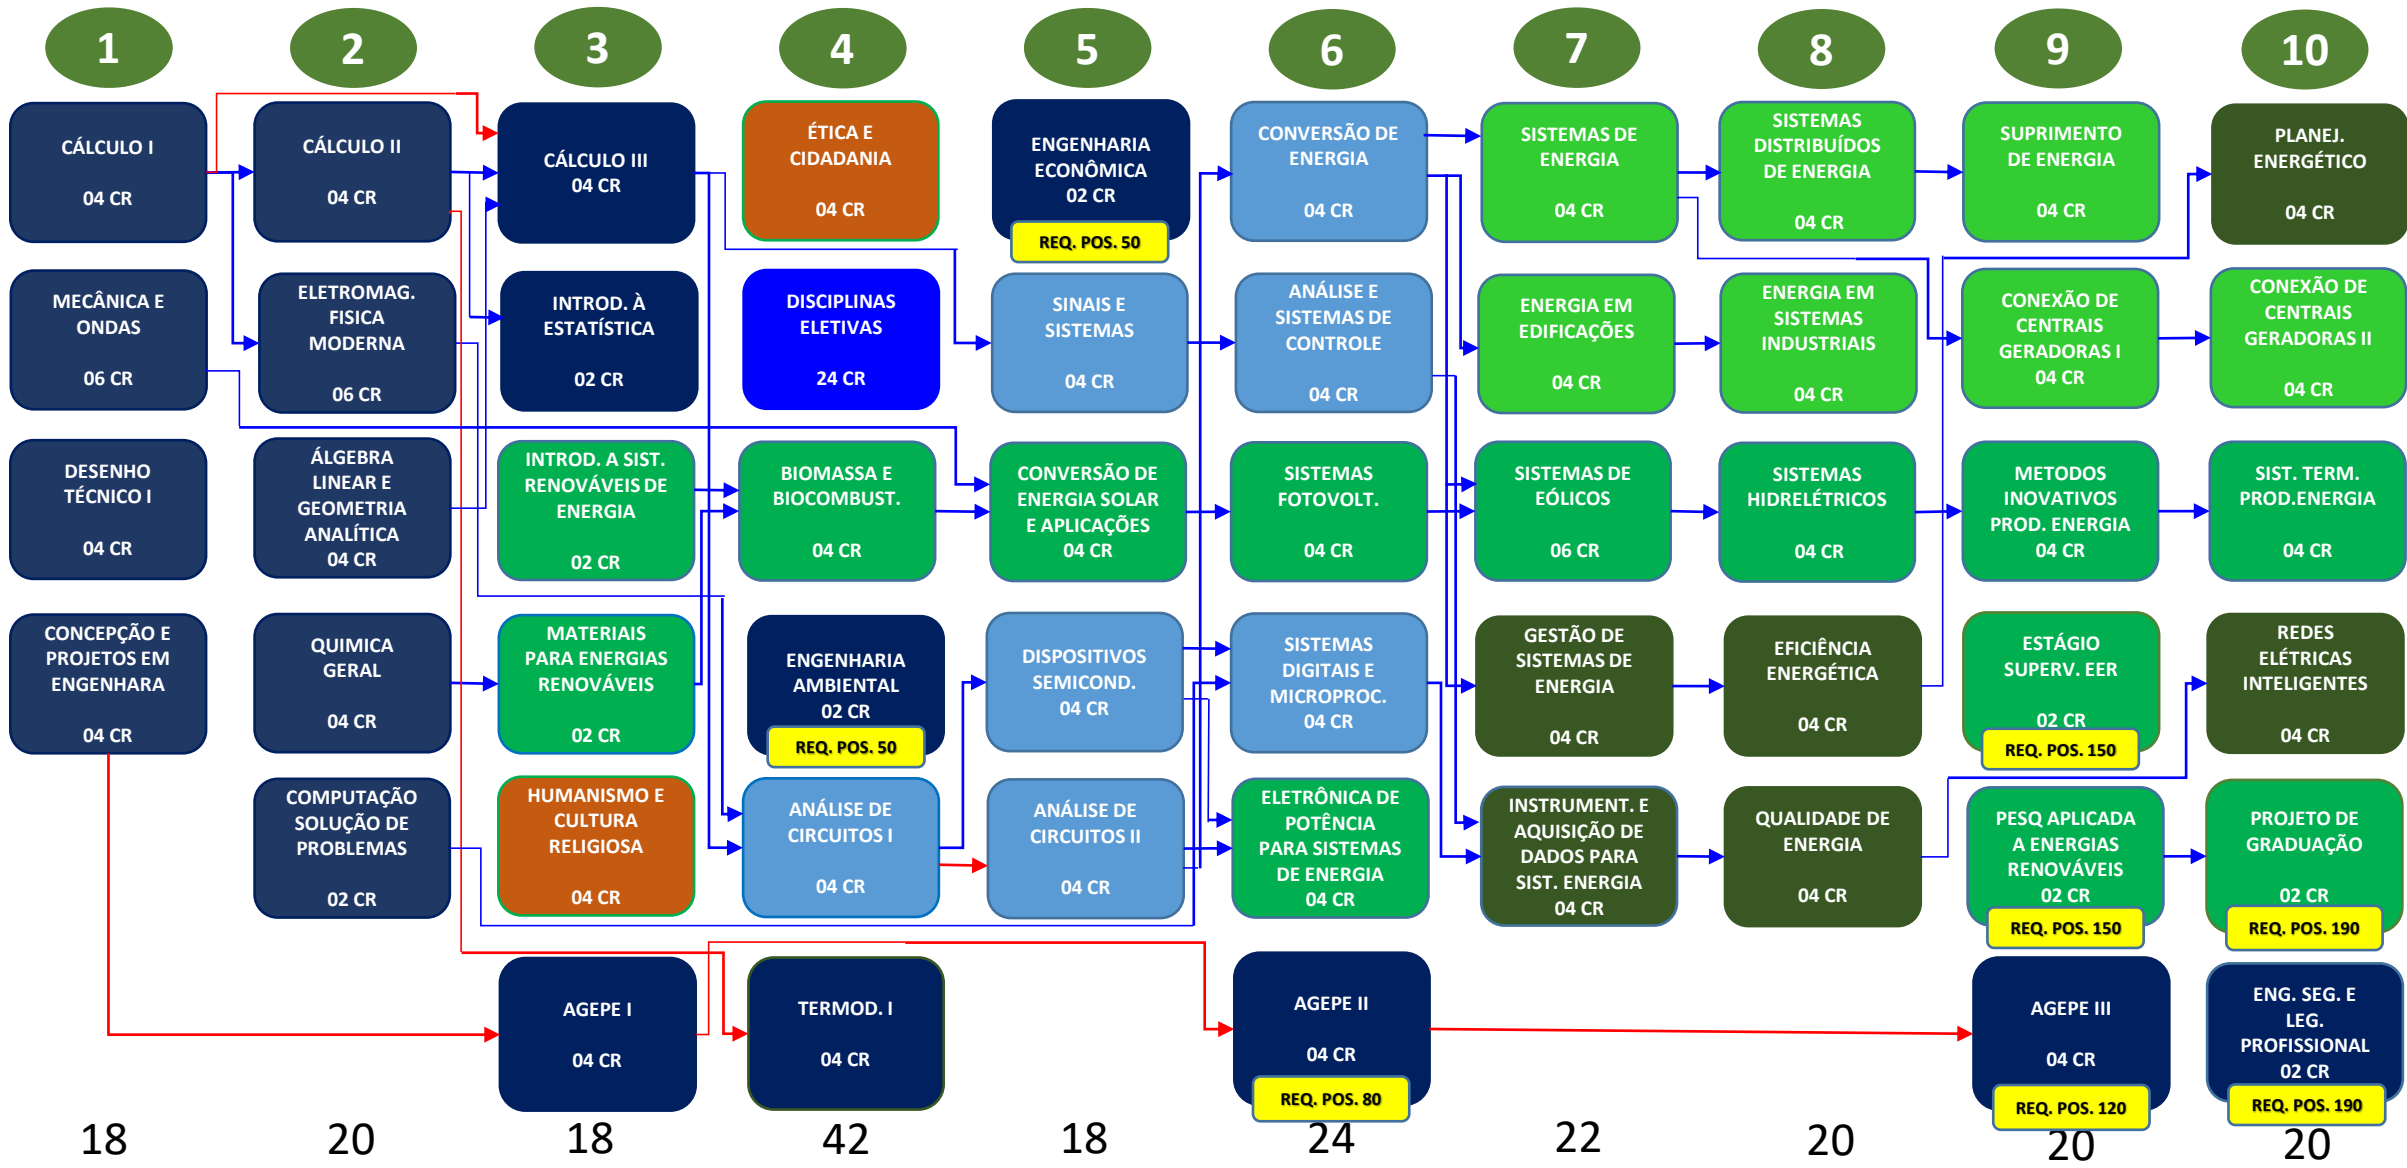 1
2
3
4
5
6
7
8
9
10
CÁLCULO I
04 CR
CÁLCULO II
04 CR
CÁLCULO III
04 CR
ÉTICA E
CIDADANIA
04 CR
ENGENHARIA
ECONÔMICA
02 CR
REQ. POS. 50
CONVERSÃO DE
ENERGIA
04 CR
SISTEMAS DE
ENERGIA
04 CR
SISTEMAS
DISTRIBUÍDOS
DE ENERGIA
04 CR
SUPRIMENTO
DE ENERGIA
04 CR
PLANEJ.
ENERGÉTICO
04 CR
MECÂNICA E
ONDAS
06 CR
ELETROMAG.
FISICA
MODERNA
06 CR
INTROD. À
ESTATÍSTICA
02 CR
DISCIPLINAS
ELETIVAS
24 CR
SINAIS E
SISTEMAS
04 CR
ANÁLISE E
SISTEMAS DE
CONTROLE
04 CR
ENERGIA EM
EDIFICAÇÕES
04 CR
ENERGIA EM
SISTEMAS
INDUSTRIAIS
04 CR
CONEXÃO DE
CENTRAIS
GERADORAS I
04 CR
CONEXÃO DE
CENTRAIS
GERADORAS II
04 CR
DESENHO
TÉCNICO I
04 CR
ÁLGEBRA
LINEAR E
GEOMETRIA
ANALÍTICA
04 CR
INTROD. A SIST.
RENOVÁVEIS DE
ENERGIA
02 CR
BIOMASSA E
BIOCOMBUST.
04 CR
CONVERSÃO DE
ENERGIA SOLAR
E APLICAÇÕES
04 CR
SISTEMAS
FOTOVOLT.
04 CR
SISTEMAS DE
EÓLICOS
06 CR
SISTEMAS
HIDRELÉTRICOS
04 CR
METODOS
INOVATIVOS
PROD. ENERGIA
04 CR
SIST. TERM.
PROD.ENERGIA
04 CR
CONCEPÇÃO E
PROJETOS EM
ENGENHARA
04 CR
QUIMICA
GERAL
04 CR
MATERIAIS
PARA ENERGIAS
RENOVÁVEIS
02 CR
ENGENHARIA
AMBIENTAL
02 CR
REQ. POS. 50
DISPOSITIVOS
SEMICOND.
04 CR
SISTEMAS
DIGITAIS E
MICROPROC.
04 CR
GESTÃO DE
SISTEMAS DE
ENERGIA
04 CR
EFICIÊNCIA
ENERGÉTICA
04 CR
ESTÁGIO
SUPERV. EER
02 CR
REQ. POS. 150
REDES
ELÉTRICAS
INTELIGENTES
04 CR
COMPUTAÇÃO
SOLUÇÃO DE
PROBLEMAS
02 CR
HUMANISMO E
CULTURA
RELIGIOSA
04 CR
ANÁLISE DE
CIRCUITOS I
04 CR
ANÁLISE DE
CIRCUITOS II
04 CR
ELETRÔNICA DE
POTÊNCIA
PARA SISTEMAS
DE ENERGIA
04 CR
INSTRUMENT. E
AQUISIÇÃO DE
DADOS PARA
SIST. ENERGIA
04 CR
QUALIDADE DE
ENERGIA
04 CR
PESQ APLICADA
A ENERGIAS
RENOVÁVEIS
02 CR
REQ. POS. 150
PROJETO DE
GRADUAÇÃO
02 CR
REQ. POS. 190
AGEPE I
04 CR
TERMOD. I
04 CR
AGEPE II
04 CR
REQ. POS. 80
AGEPE III
04 CR
REQ. POS. 120
ENG. SEG. E
LEG.
PROFISSIONAL
02 CR
REQ. POS. 190
18
20
18
42
18
24
22
20
20
20